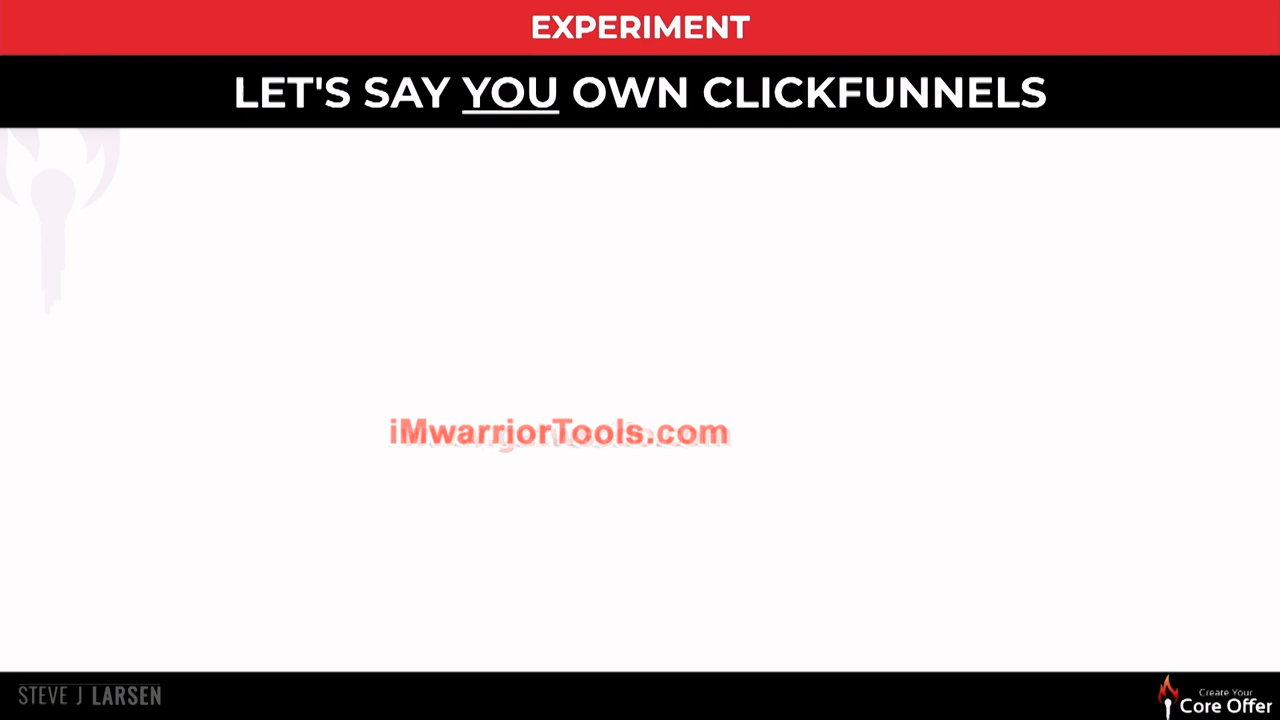 EXPERIMENT
LET'S SAY YOU OWN CLICKFUNNELS
iMwarriorTools.com
STEVE J LARSEN
Create Your
Core Offer